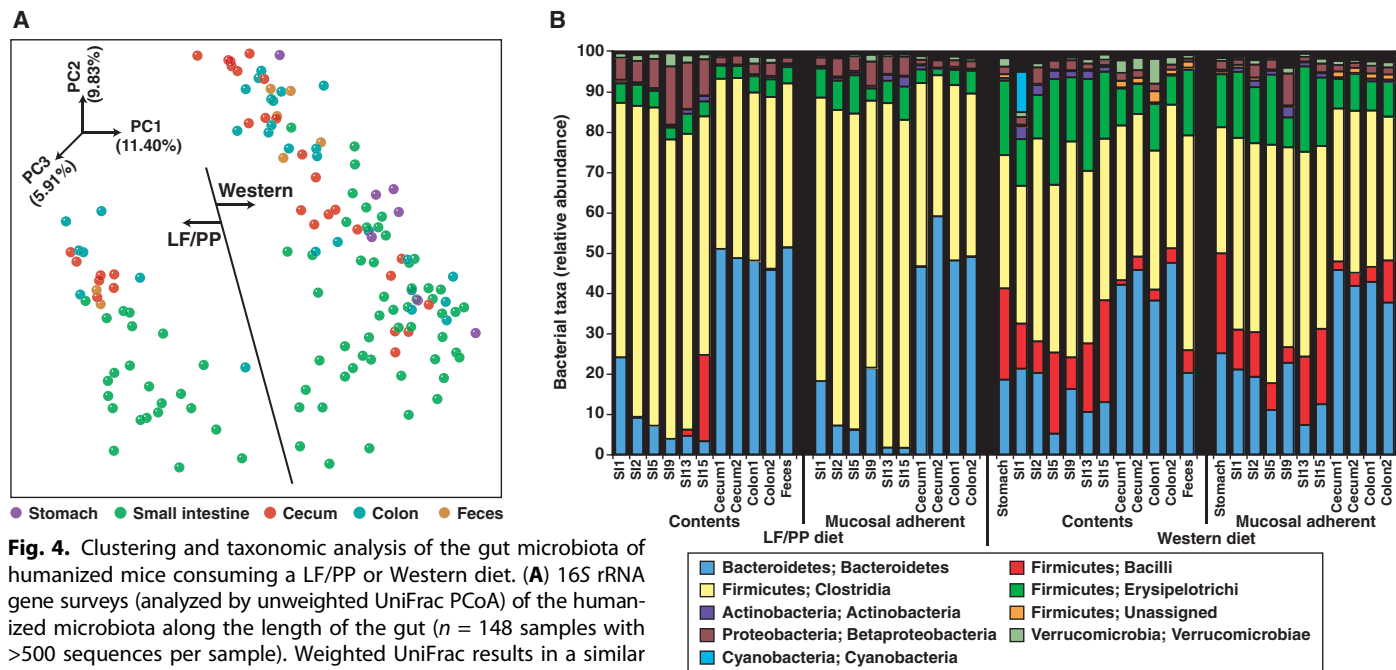 A
PC2
(9.83%)
PC1
(11.40%)
PC3
(5.91%)
Western
LF/PP
Stomach Small intestine Cecum Colon Feces
B
Bacterial taxa (relative abundance)
100
90
80
70
60
50
40
30
20
10
0
SI1 SI2 SI5 SI9 SI13 SI15 Cecum1 Cecum2 Colon1 Colon2 Feces
SI1 SI2 SI5 SI9 SI13 SI15 Cecum1 Cecum2 Colon1 Colon2
Stomach SI1 SI2 SI5 SI9 SI13 SI15 Cecum1 Cecum2 Colon1 Colon2 Feces
Stomach SI1 SI2 SI5 SI9 SI13 SI15 Cecum1 Cecum2 Colon1 Colon2
Contents Mucosal adherent Contents Mucosal adherent
LF/PP diet Western diet
Bacteroidetes; Bacteroidetes
Firmicutes; Clostridia
Actinobacteria; Actinobacteria
Proteobacteria; Betaproteobacteria
Cyanobacteria; Cyanobacteria
Firmicutes; Bacilli
Firmicutes; Erysipelotrichi
Firmicutes; Unassigned
Verrucomicrobia; Verrucomicrobiae
Fig. 4. Clustering and taxonomic analysis of the gut microbiota of
humanized mice consuming a LF/PP or Western diet. (A) 16S rRNA
gene surveys (analyzed by unweighted UniFrac PCoA) of the human-
ized microbiota along the length of the gut (n = 148 samples with
>500 sequences per sample). Weighted UniFrac results in a similar